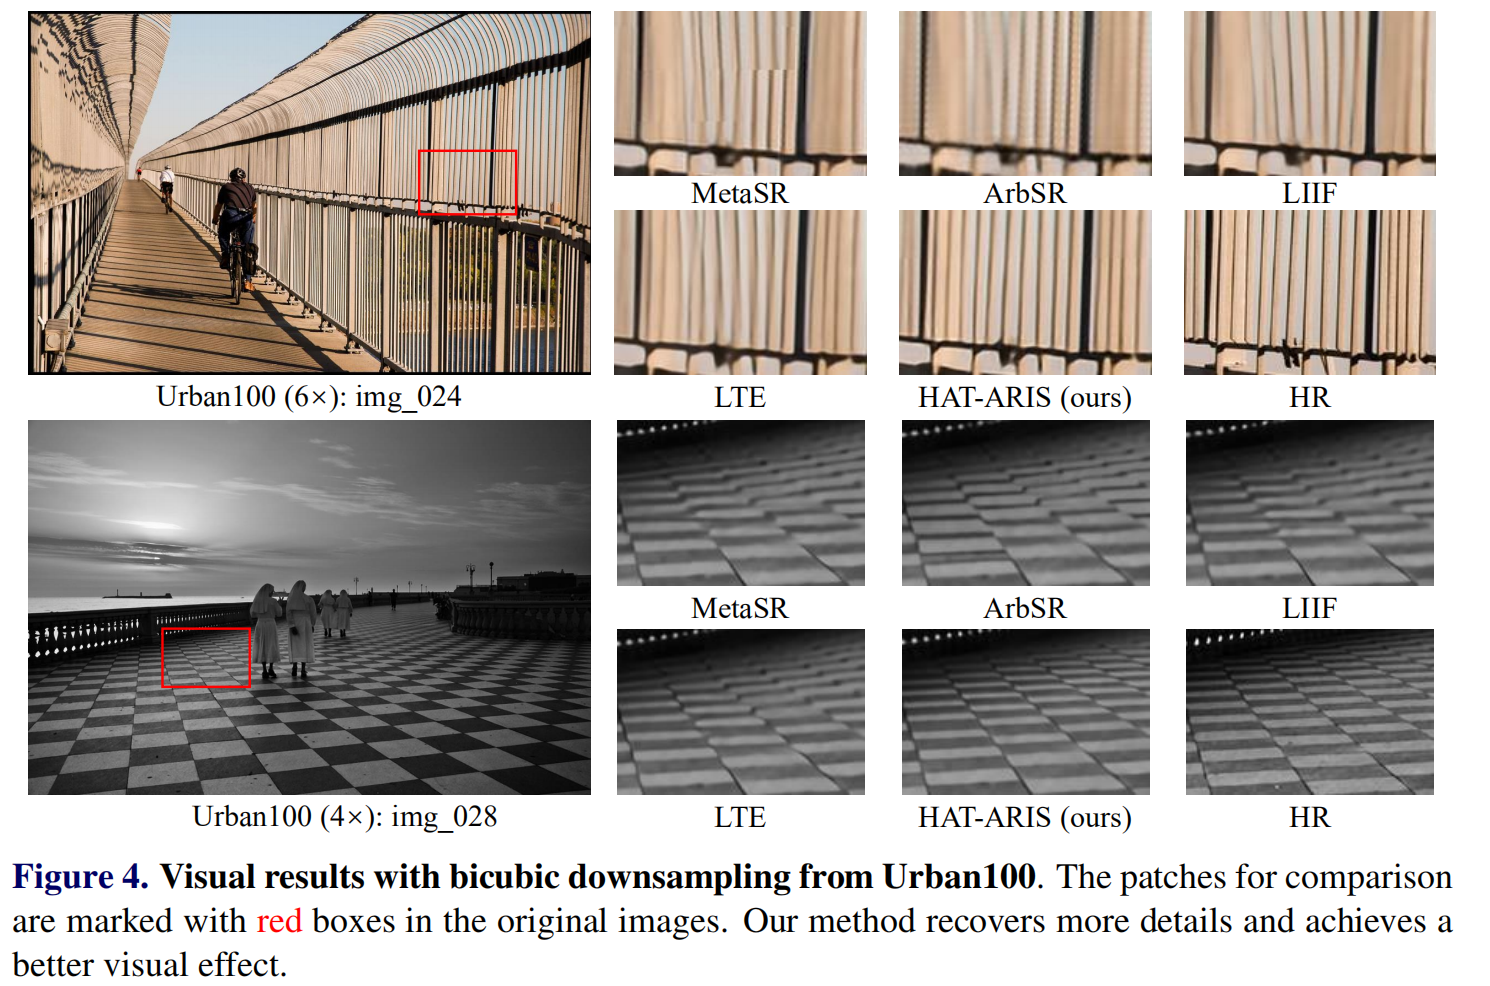 MetaSR
ArbSR
LIIF
Urban100 (6×): img_024
LTE
HAT-ARIS (ours)
HR
MetaSR
ArbSR
LIIF
Urban100 (4×): img_028
LTE
HAT-ARIS (ours)
HR
Figure 4. Visual results with bicubic downsampling from Urban100. The patches for comparison
are marked with red boxes in the original images. Our method recovers more details and achieves a
better visual effect.